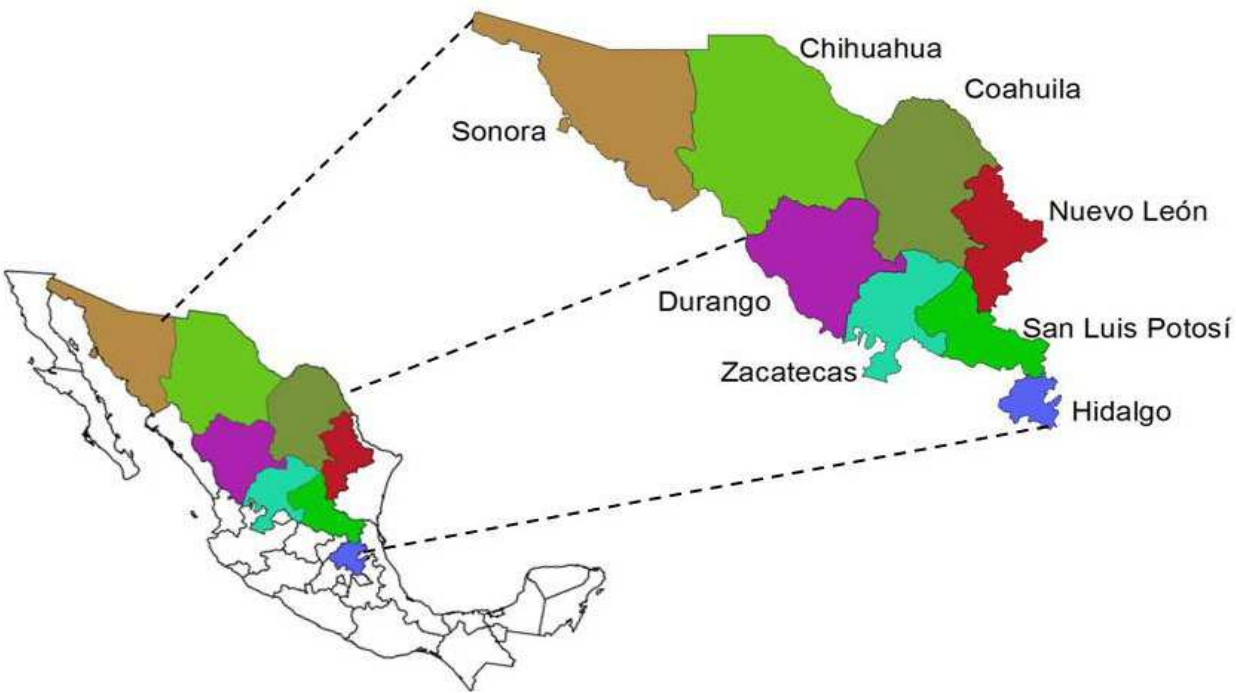 Chihuahua
Coahuila
Sonora
Nuevo León
Durango
San Luis Potosí
Zacatecas
Hidalgo